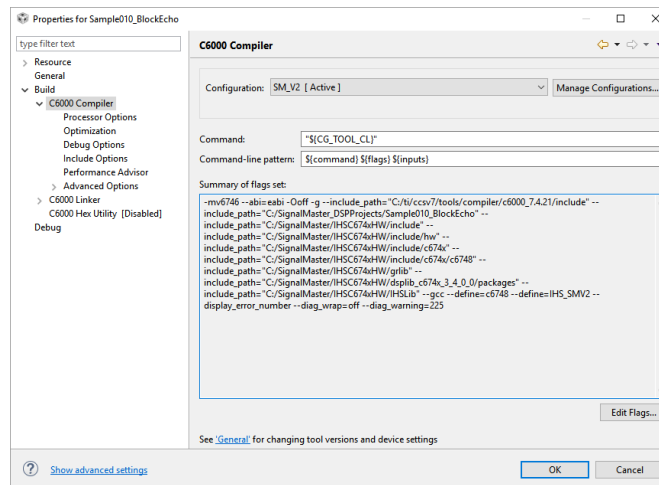 Properties for Sample010_BlockEcho
type filter text
C6000 Compiler
Resource
General
Build
C6000 Compiler
Processor Options
Optimization
Debug Options
Include Options
Performance Advisor
Advanced Options
C6000 Linker
C6000 Hex Utility [Disabled]
Debug
Configuration: SM_V2 [ Active ] Manage Configurations...
Command: "${CG_TOOL_CL}"
Command-line pattern: ${command} ${flags} ${inputs}
Summary of flags set:
-mv6746 --abi=eabi -Ooff -g --include_path="C:/ti/ccsv7/tools/compiler/c6000_7.4.21/include" --
include_path="C:/SignalMaster_DSPProjects/Sample010_BlockEcho" --
include_path="C:/SignalMaster/IHSC674xHW/include" --
include_path="C:/SignalMaster/IHSC674xHW/include/hw" --
include_path="C:/SignalMaster/IHSC674xHW/include/c674x" --
include_path="C:/SignalMaster/IHSC674xHW/include/c674x/c6748" --
include_path="C:/SignalMaster/IHSC674xHW/grlib" --
include_path="C:/SignalMaster/IHSC674xHW/dsplib_c674x_3_4_0_0/packages" --
include_path="C:/SignalMaster/IHSC674xHW/IHSLib" --gcc --define=c6748 --define=IHS_SMV2 --
display_error_number --diag_wrap=off --diag_warning=225
Edit Flags...
See 'General' for changing tool versions and device settings
Show advanced settings
OK Cancel